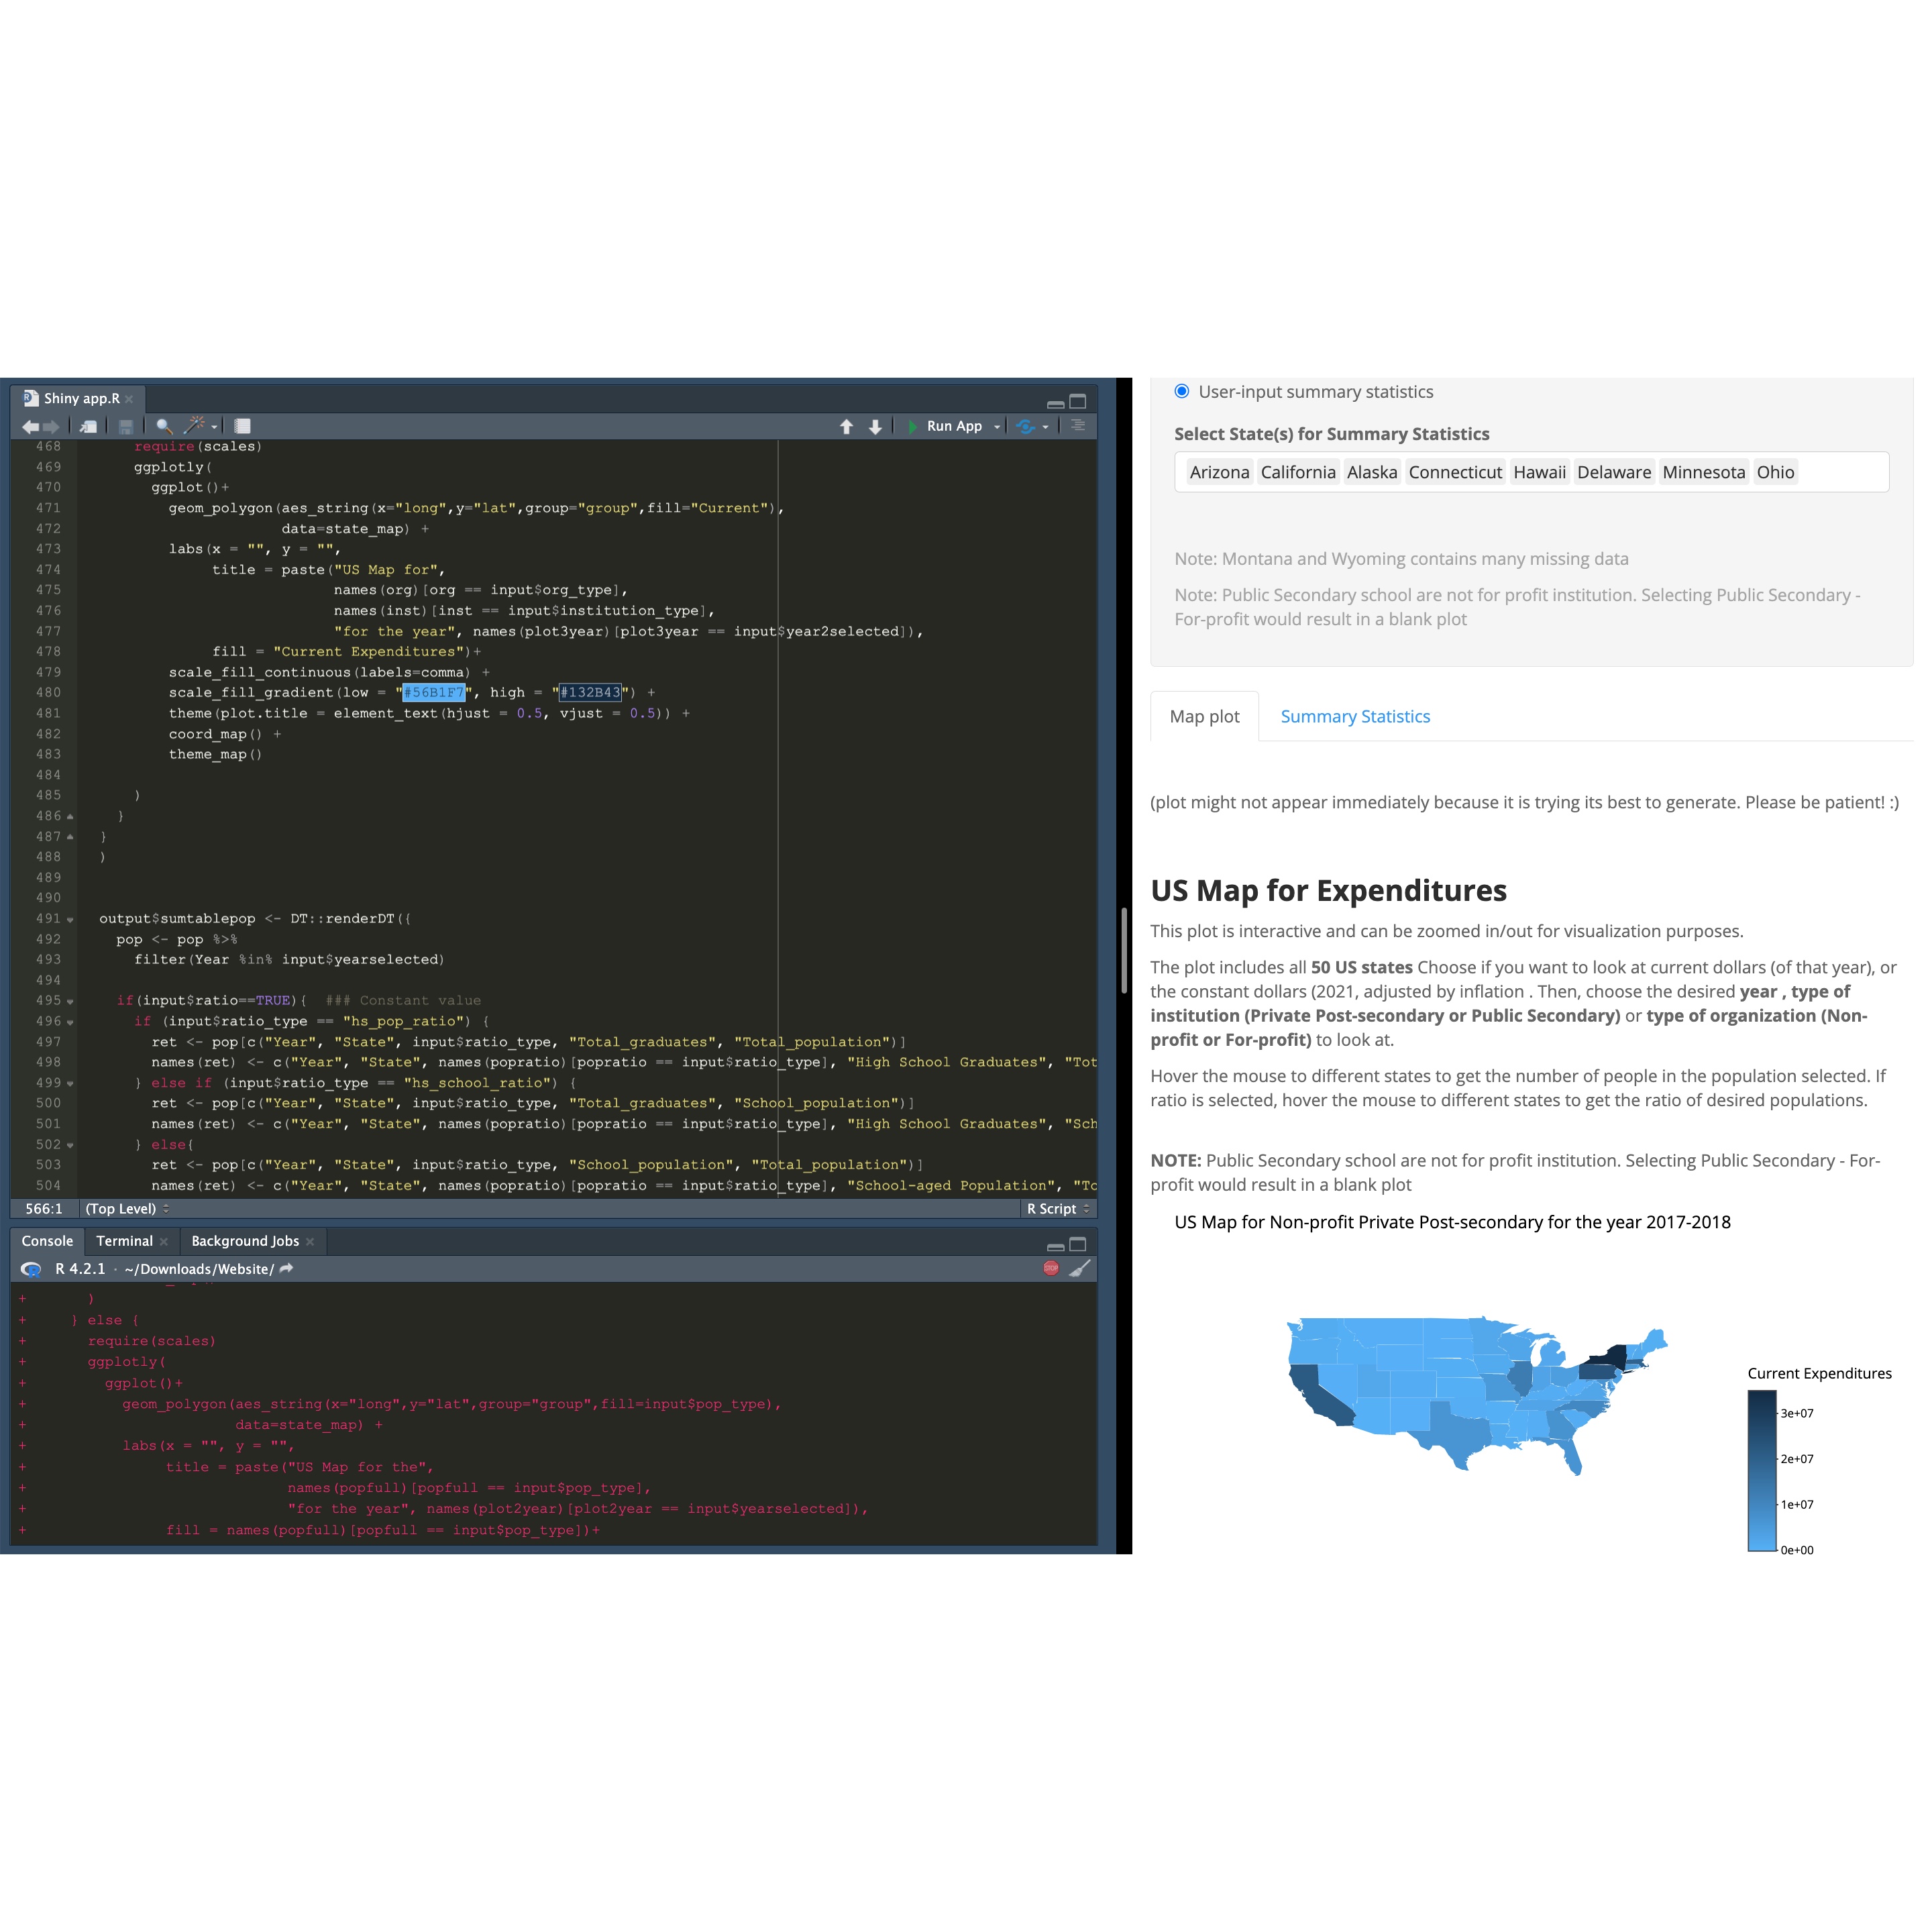 Shiny app.R
Run App
468 require(scales)
469 ggplotly(
470 ggplot()+
471 geom_polygon(aes_string(x="long",y="lat",group="group",fill="Current"),
472 data=state_map) +
473 labs(x = "", y = "",
474 title = paste("US Map for",
475 names(org)[org == input$org_type],
476 names(inst)[inst == input$institution_type],
477 "for the year", names(plot3year)[plot3year == input$year2selected]),
478 fill = "Current Expenditures")+
479 scale_fill_continuous(labels=comma) +
480 scale_fill_gradient(low = "#56B1F7", high = "#132B43") +
481 theme(plot.title = element_text(hjust = 0.5, vjust = 0.5)) +
482 coord_map() +
483 theme_map()
484
485 )
486 }
487 }
488 )
489
490
491 output$sumtablepop <- DT::renderDT({
492 pop <- pop %>%
493 filter(Year %in% input$yearselected)
494
495 if(input$ratio==TRUE){ ### Constant value
496 if (input$ratio_type == "hs_pop_ratio") {
497 ret <- pop[c("Year", "State", input$ratio_type, "Total_graduates", "Total_population")]
498 names(ret) <- c("Year", "State", names(popratio)[popratio == input$ratio_type], "High School Graduates", "Tot
499 } else if (input$ratio_type == "hs_school_ratio") {
500 ret <- pop[c("Year", "State", input$ratio_type, "Total_graduates", "School_population")]
501 names(ret) <- c("Year", "State", names(popratio)[popratio == input$ratio_type], "High School Graduates", "Sch
502 } else{
503 ret <- pop[c("Year", "State", input$ratio_type, "School_population", "Total_population")]
504 names(ret) <- c("Year", "State", names(popratio)[popratio == input$ratio_type], "School-aged Population", "To
566:1 (Top Level) R Script
Console Terminal Background Jobs
R 4.2.1 · ~/Downloads/Website/
+ )
+ } else {
+ require(scales)
+ ggplotly(
+ ggplot()+
+ geom_polygon(aes_string(x="long",y="lat",group="group",fill=input$pop_type),
+ data=state_map) +
+ labs(x = "", y = "",
+ title = paste("US Map for the",
+ names(popfull)[popfull == input$pop_type],
+ "for the year", names(plot2year)[plot2year == input$yearselected]),
+ fill = names(popfull)[popfull == input$pop_type])+
User-input summary statistics
Select State(s) for Summary Statistics
Arizona California Alaska Connecticut Hawaii Delaware Minnesota Ohio
Note: Montana and Wyoming contains many missing data
Note: Public Secondary school are not for profit institution. Selecting Public Secondary -
For-profit would result in a blank plot
Map plot Summary Statistics
(plot might not appear immediately because it is trying its best to generate. Please be patient! :)
US Map for Expenditures
This plot is interactive and can be zoomed in/out for visualization purposes.
The plot includes all 50 US states Choose if you want to look at current dollars (of that year), or
the constant dollars (2021, adjusted by inflation . Then, choose the desired year , type of
institution (Private Post-secondary or Public Secondary) or type of organization (Non-
profit or For-profit) to look at.
Hover the mouse to different states to get the number of people in the population selected. If
ratio is selected, hover the mouse to different states to get the ratio of desired populations.
NOTE: Public Secondary school are not for profit institution. Selecting Public Secondary - For-
profit would result in a blank plot
US Map for Non-profit Private Post-secondary for the year 2017-2018
Current Expenditures
3e+07
2e+07
1e+07
0e+00